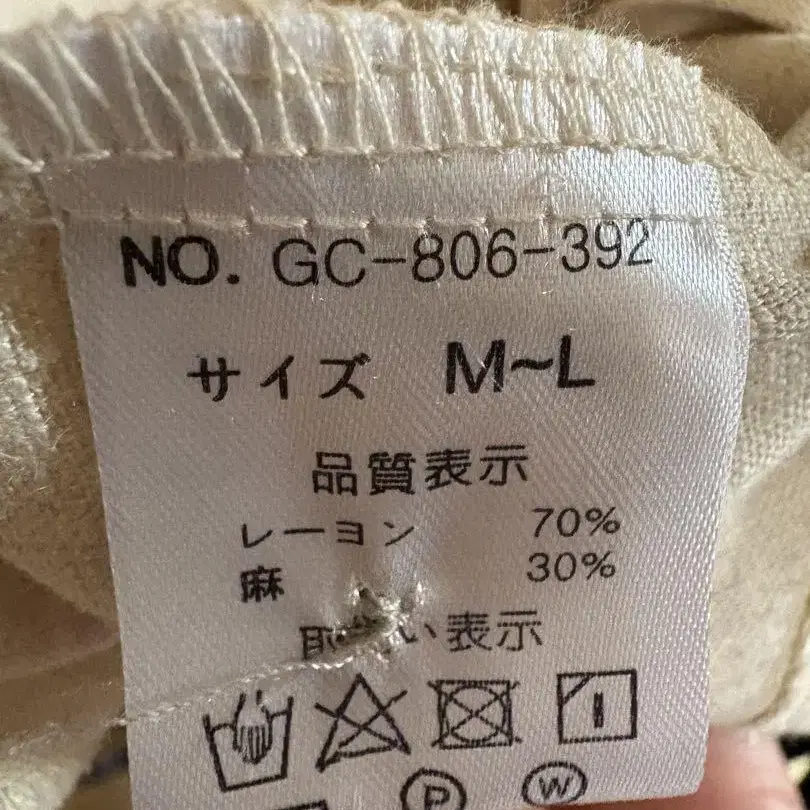 NO. GC-806-392
サイズ M~L
品質表示
レーヨン 70%
麻 30%
い表示
P W